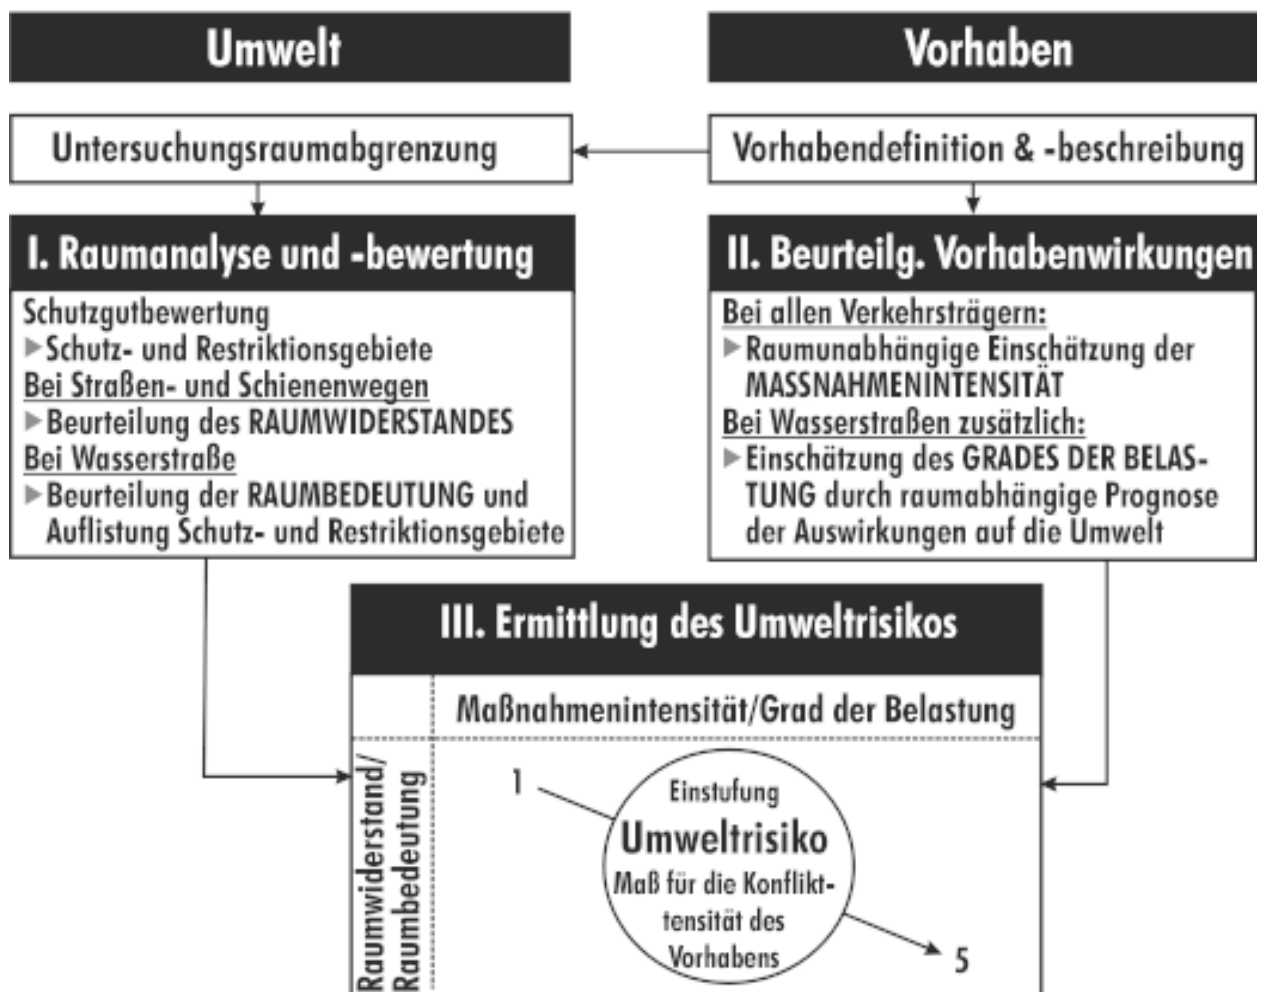 Umwelt
Vorhaben
Untersuchungsraumabgrenzung
Vorhabendefinition & -beschreibung
I. Raumanalyse und -bewertung
Schutzgutbewertung
▶Schutz- und Restriktionsgebiete
Bei Straßen- und Schienenwegen
▶Beurteilung des RAUMWIDERSTANDES
Bei Wasserstraße
▶Beurteilung der RAUMBEDEUTUNG und
Auflistung Schutz- und Restriktionsgebiete
II. Beurteilg. Vorhabenwirkungen
Bei allen Verkehrsträgern:
▶Raumunabhängige Einschätzung der
MASSNAHMENINTENSITÄT
Bei Wasserstraßen zusätzlich:
▶Einschätzung des GRADES DER BELAS-
TUNG durch raumabhängige Prognose
der Auswirkungen auf die Umwelt
III. Ermittlung des Umweltrisikos
Maßnahmenintensität/Grad der Belastung
Raumwiderstand/
Raumbedeutung
1
Einstufung
Umweltrisiko
Maß für die Konflikt-
tensität des
Vorhabens
5